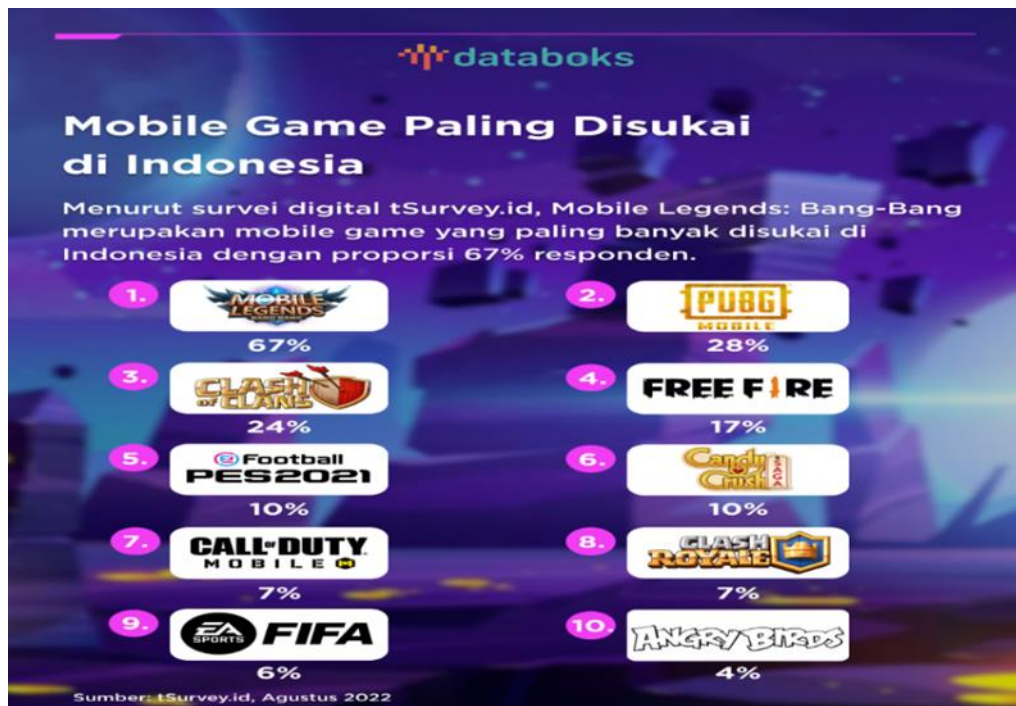 databoks
Mobile Game Paling Disukai
di Indonesia
Menurut survei digital tSurvey.id, Mobile Legends: Bang-Bang
merupakan mobile game yang paling banyak disukai di
Indonesia dengan proporsi 67% responden.
1.
MOBILE
LEGENDS
BANG BANG
67%
2.
PUBG
MOBILE
28%
3.
CLASH
OF CLANS
24%
4.
FREE FIRE
17%
5.
eFootball
PES2021
10%
6.
Candy
Crush
SAGA
10%
7.
CALL OF DUTY
MOBILE
7%
8.
CLASH
ROYALE
7%
9.
EA
SPORTS
FIFA
6%
10.
ANGRY BIRDS
4%
Sumber: tSurvey.id, Agustus 2022